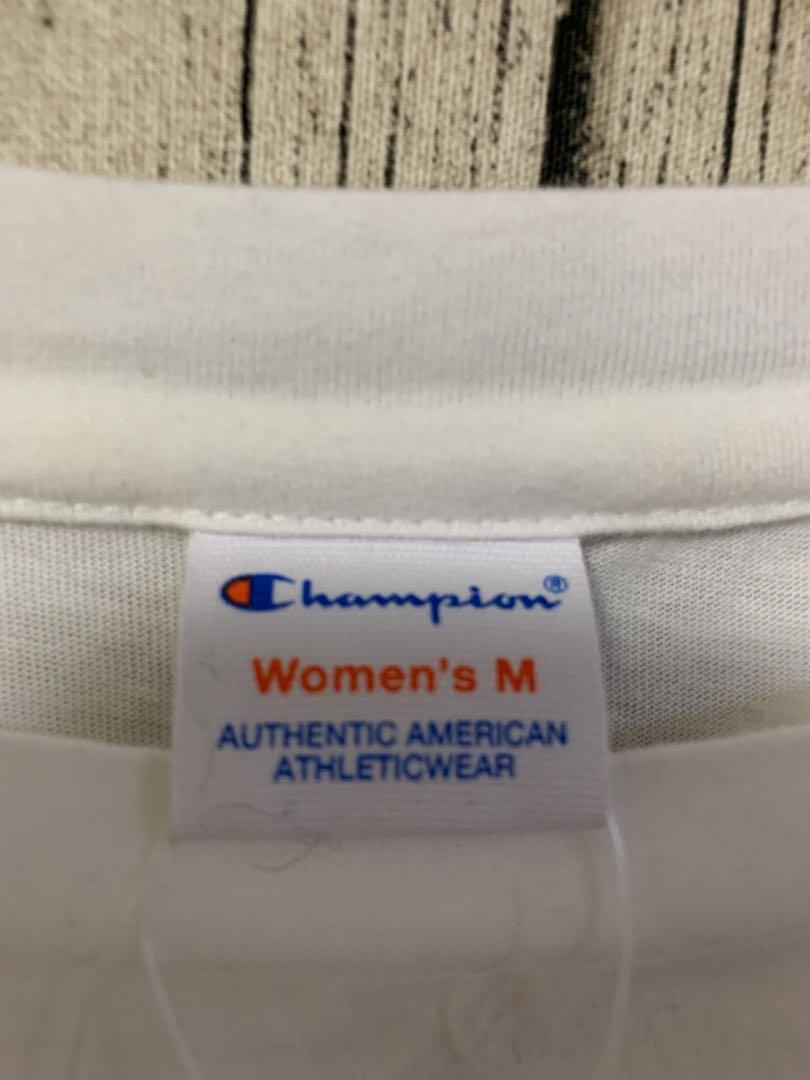 Champion®
Women's M
AUTHENTIC AMERICAN
ATHLETICWEAR